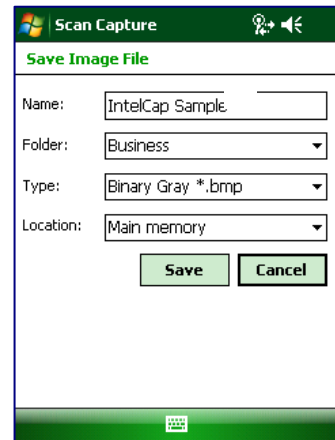 Scan Capture
Save Image File
Name: IntelCap Sample
Folder: Business
Type: Binary Gray *.bmp
Location: Main memory
Save Cancel